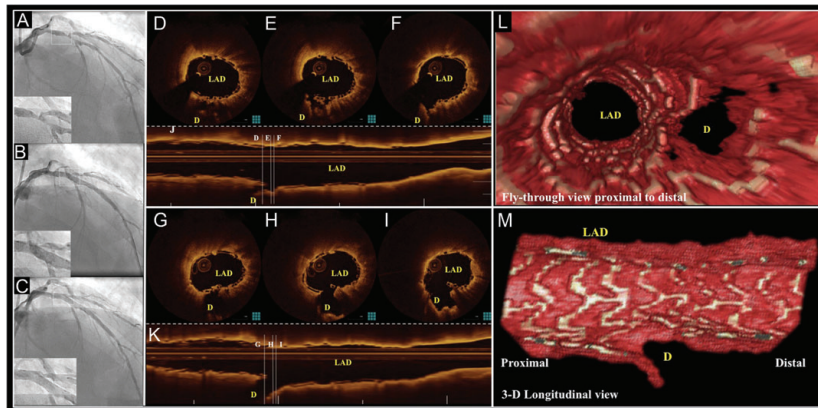 A
B
C
D
E
F
LAD
LAD
LAD
D
D
D
J
D E F
LAD
D
G
H
I
LAD
LAD
LAD
D
D
D
K
G H I
LAD
D
L
LAD
D
Fly-through view proximal to distal
M
LAD
D
Proximal
Distal
3-D Longitudinal view